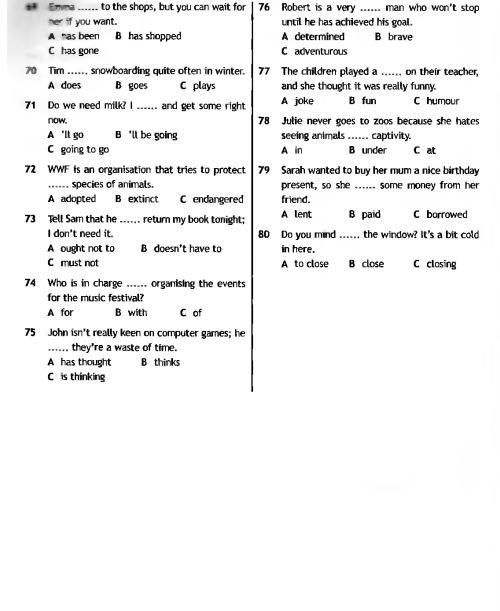 Emma ...... to the shops, but you can wait for
her if you want.
A has been B has shopped
C has gone
70 Tim ...... snowboarding quite often in winter.
A does B goes C plays
71 Do we need milk? I ...... and get some right
now.
A 'll go B 'll be going
C going to go
72 WWF is an organisation that tries to protect
...... species of animals.
A adopted B extinct C endangered
73 Tell Sam that he ...... return my book tonight;
I don't need it.
A ought not to B doesn't have to
C must not
74 Who is in charge ...... organising the events
for the music festival?
A for B with C of
75 John isn't really keen on computer games; he
...... they're a waste of time.
A has thought B thinks
C is thinking
76 Robert is a very ...... man who won't stop
until he has achieved his goal.
A determined B brave
C adventurous
77 The children played a ...... on their teacher,
and she thought it was really funny.
A joke B fun C humour
78 Julie never goes to zoos because she hates
seeing animals ...... captivity.
A in B under C at
79 Sarah wanted to buy her mum a nice birthday
present, so she ...... some money from her
friend.
A lent B paid C borrowed
80 Do you mind ...... the window? It's a bit cold
in here.
A to close B close C closing